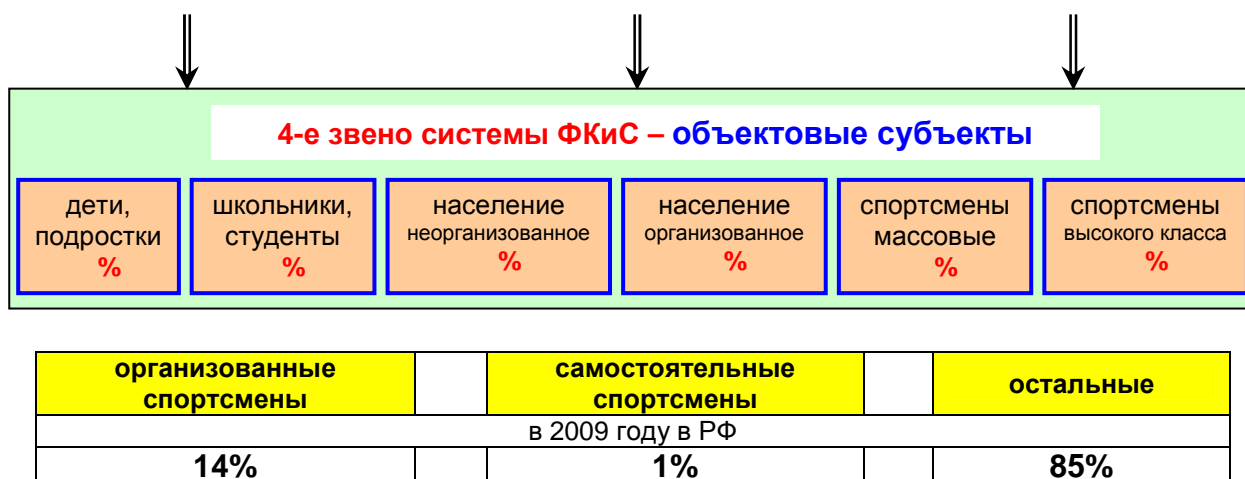 4-е звено системы ФКиС – объектовые субъекты
дети,
подростки
%
школьники,
студенты
%
население
неорганизованное
%
население
организованное
%
спортсмены
массовые
%
спортсмены
высокого класса
%
организованные
спортсмены
самостоятельные
спортсмены
остальные
в 2009 году в РФ
14%
1%
85%